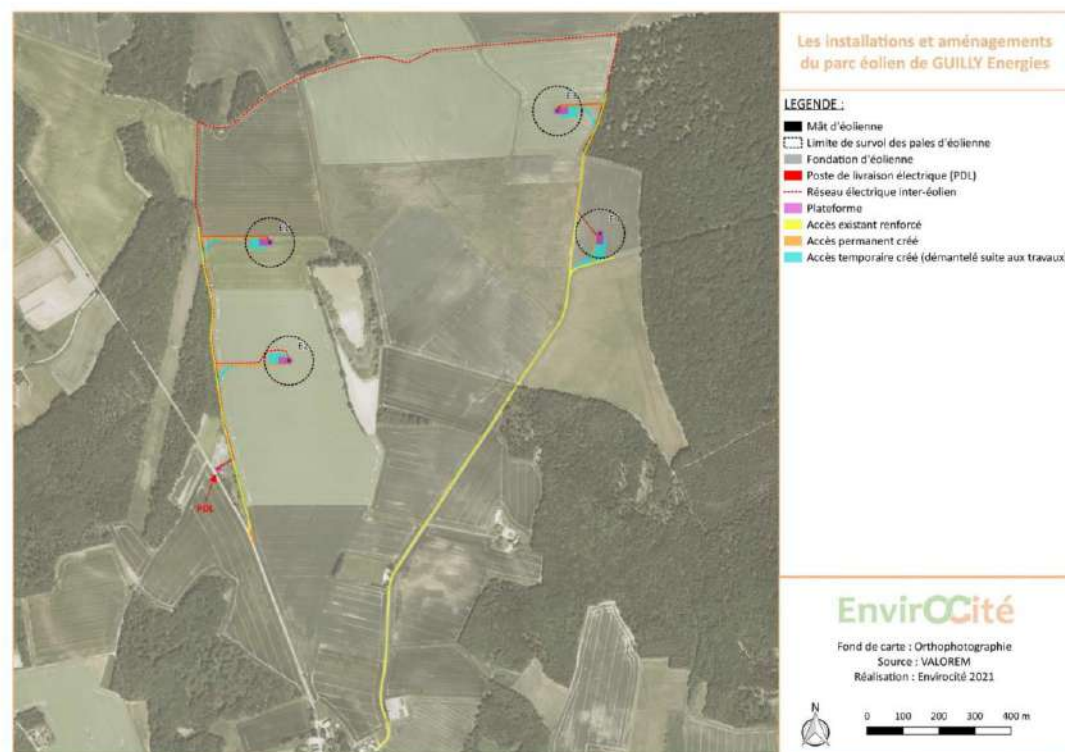 Les installations et aménagements
du parc éolien de GUILLY Energies
LEGENDE :
Mât d'éolienne
Limite de survol des pales d'éolienne
Fondation d'éolienne
Poste de livraison électrique (PDL)
Réseau électrique inter-éolien
Plateforme
Accès existant renforcé
Accès permanent créé
Accès temporaire créé (démantelé suite aux travaux)
E2
PDL
EnvirOCité
Fond de carte : Orthophotographie
Source : VALOREM
Réalisation : Envirocité 2021
N
0 100 200 300 400 m